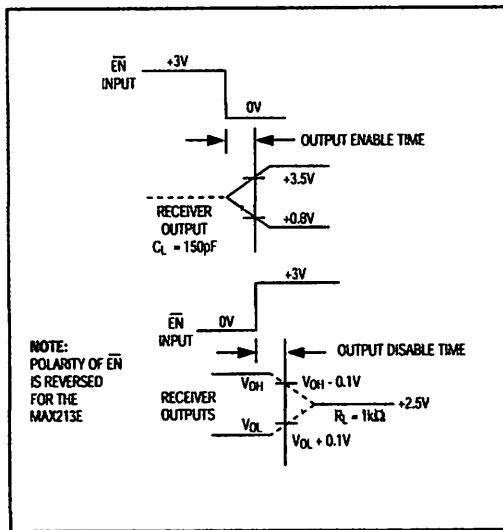 EN
INPUT
+3V
0V
OUTPUT ENABLE TIME
+3.5V
+0.8V
RECEIVER
OUTPUT
CL = 150pF
+3V
EN
INPUT
0V
OUTPUT DISABLE TIME
NOTE:
POLARITY OF EN
IS REVERSED
FOR THE
MAX213E
RECEIVER
OUTPUTS
VOH
VOH - 0.1V
+2.5V
RL = 1kΩ
VOL
VOL + 0.1V